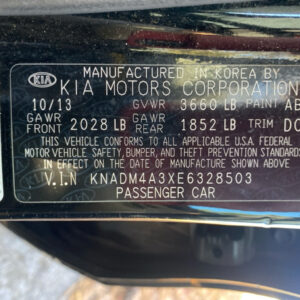 MANUFACTURED IN KOREA BY
KIA KIA MOTORS CORPORATION
10/13 GVWR 3660 LB PAINT AB
GAWR FRONT 2028 LB GAWR REAR 1852 LB TRIM DC
THIS VEHICLE CONFORMS TO ALL APPLICABLE U.S.A. FEDERAL
MOTOR VEHICLE SAFETY, BUMPER, AND THEFT PREVENTION STANDARDS
IN EFFECT ON THE DATE OF MANUFACTURE SHOWN ABOVE
V.I.N KNADM4A3XE6328503
PASSENGER CAR